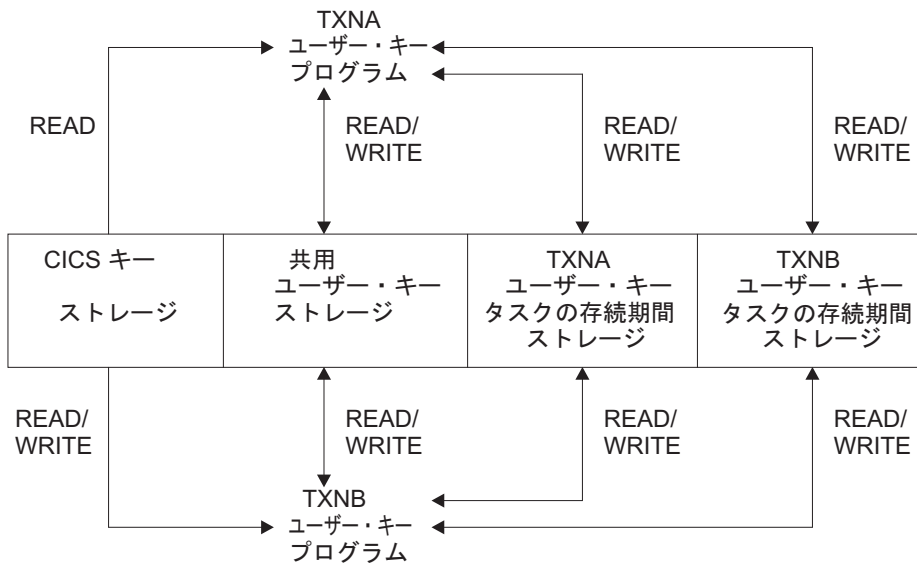 TXNA
ユーザー・キー
プログラム
READ
READ/
WRITE
READ/
WRITE
READ/
WRITE
CICS キー
ストレージ
共用
ユーザー・キー
ストレージ
TXNA
ユーザー・キー
タスクの存続期間
ストレージ
TXNB
ユーザー・キー
タスクの存続期間
ストレージ
READ/
WRITE
READ/
WRITE
READ/
WRITE
READ/
WRITE
TXNB
ユーザー・キー
プログラム